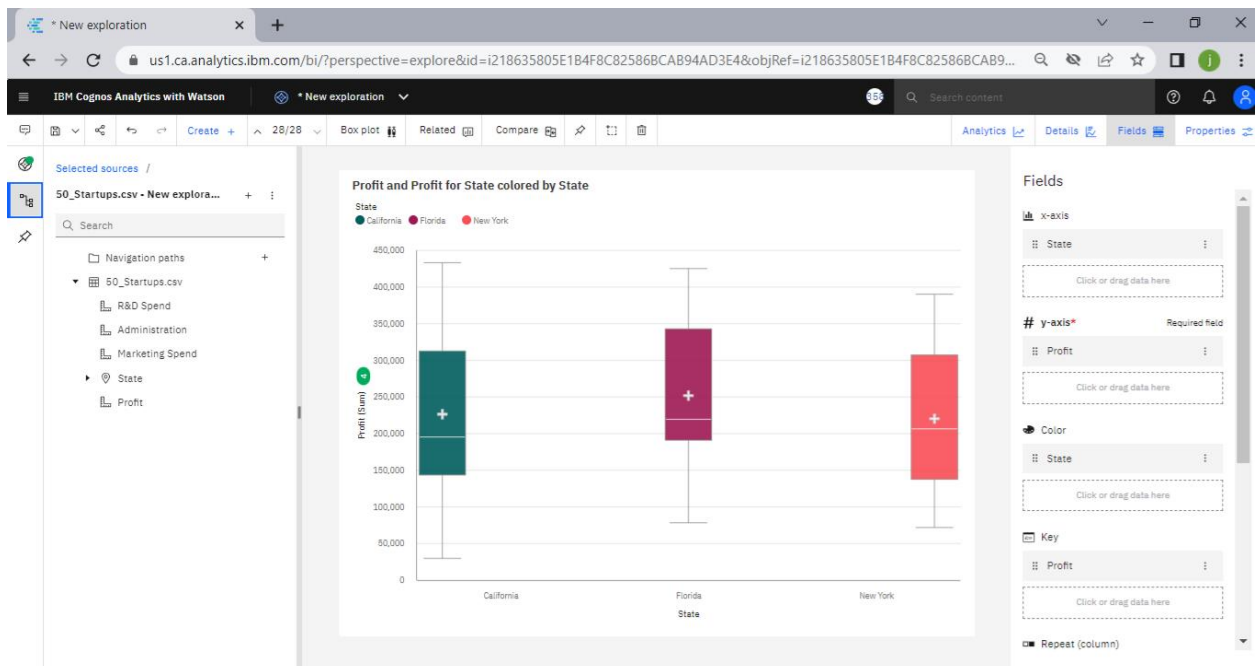 * New exploration
us1.ca.analytics.ibm.com/bi/?perspective=explore&id=i218635805E1B4F8C82586BCAB94AD3E4&objRef=i218635805E1B4F8C82586BCAB9...
j
IBM Cognos Analytics with Watson
* New exploration
Search content
Create +
28/28
Box plot
Related
Compare
Analytics
Details
Fields
Properties
Selected sources /
50_Startups.csv - New explora...
Search
Navigation paths
50_Startups.csv
R&D Spend
Administration
Marketing Spend
State
Profit
Profit and Profit for State colored by State
State
California Florida New York
450,000
400,000
350,000
300,000
250,000
200,000
150,000
100,000
50,000
0
Profit (Sum)
4
California Florida New York
State
Fields
x-axis
State
Click or drag data here
# y-axis* Required field
Profit
Click or drag data here
Color
State
Click or drag data here
Key
Profit
Click or drag data here
Repeat (column)